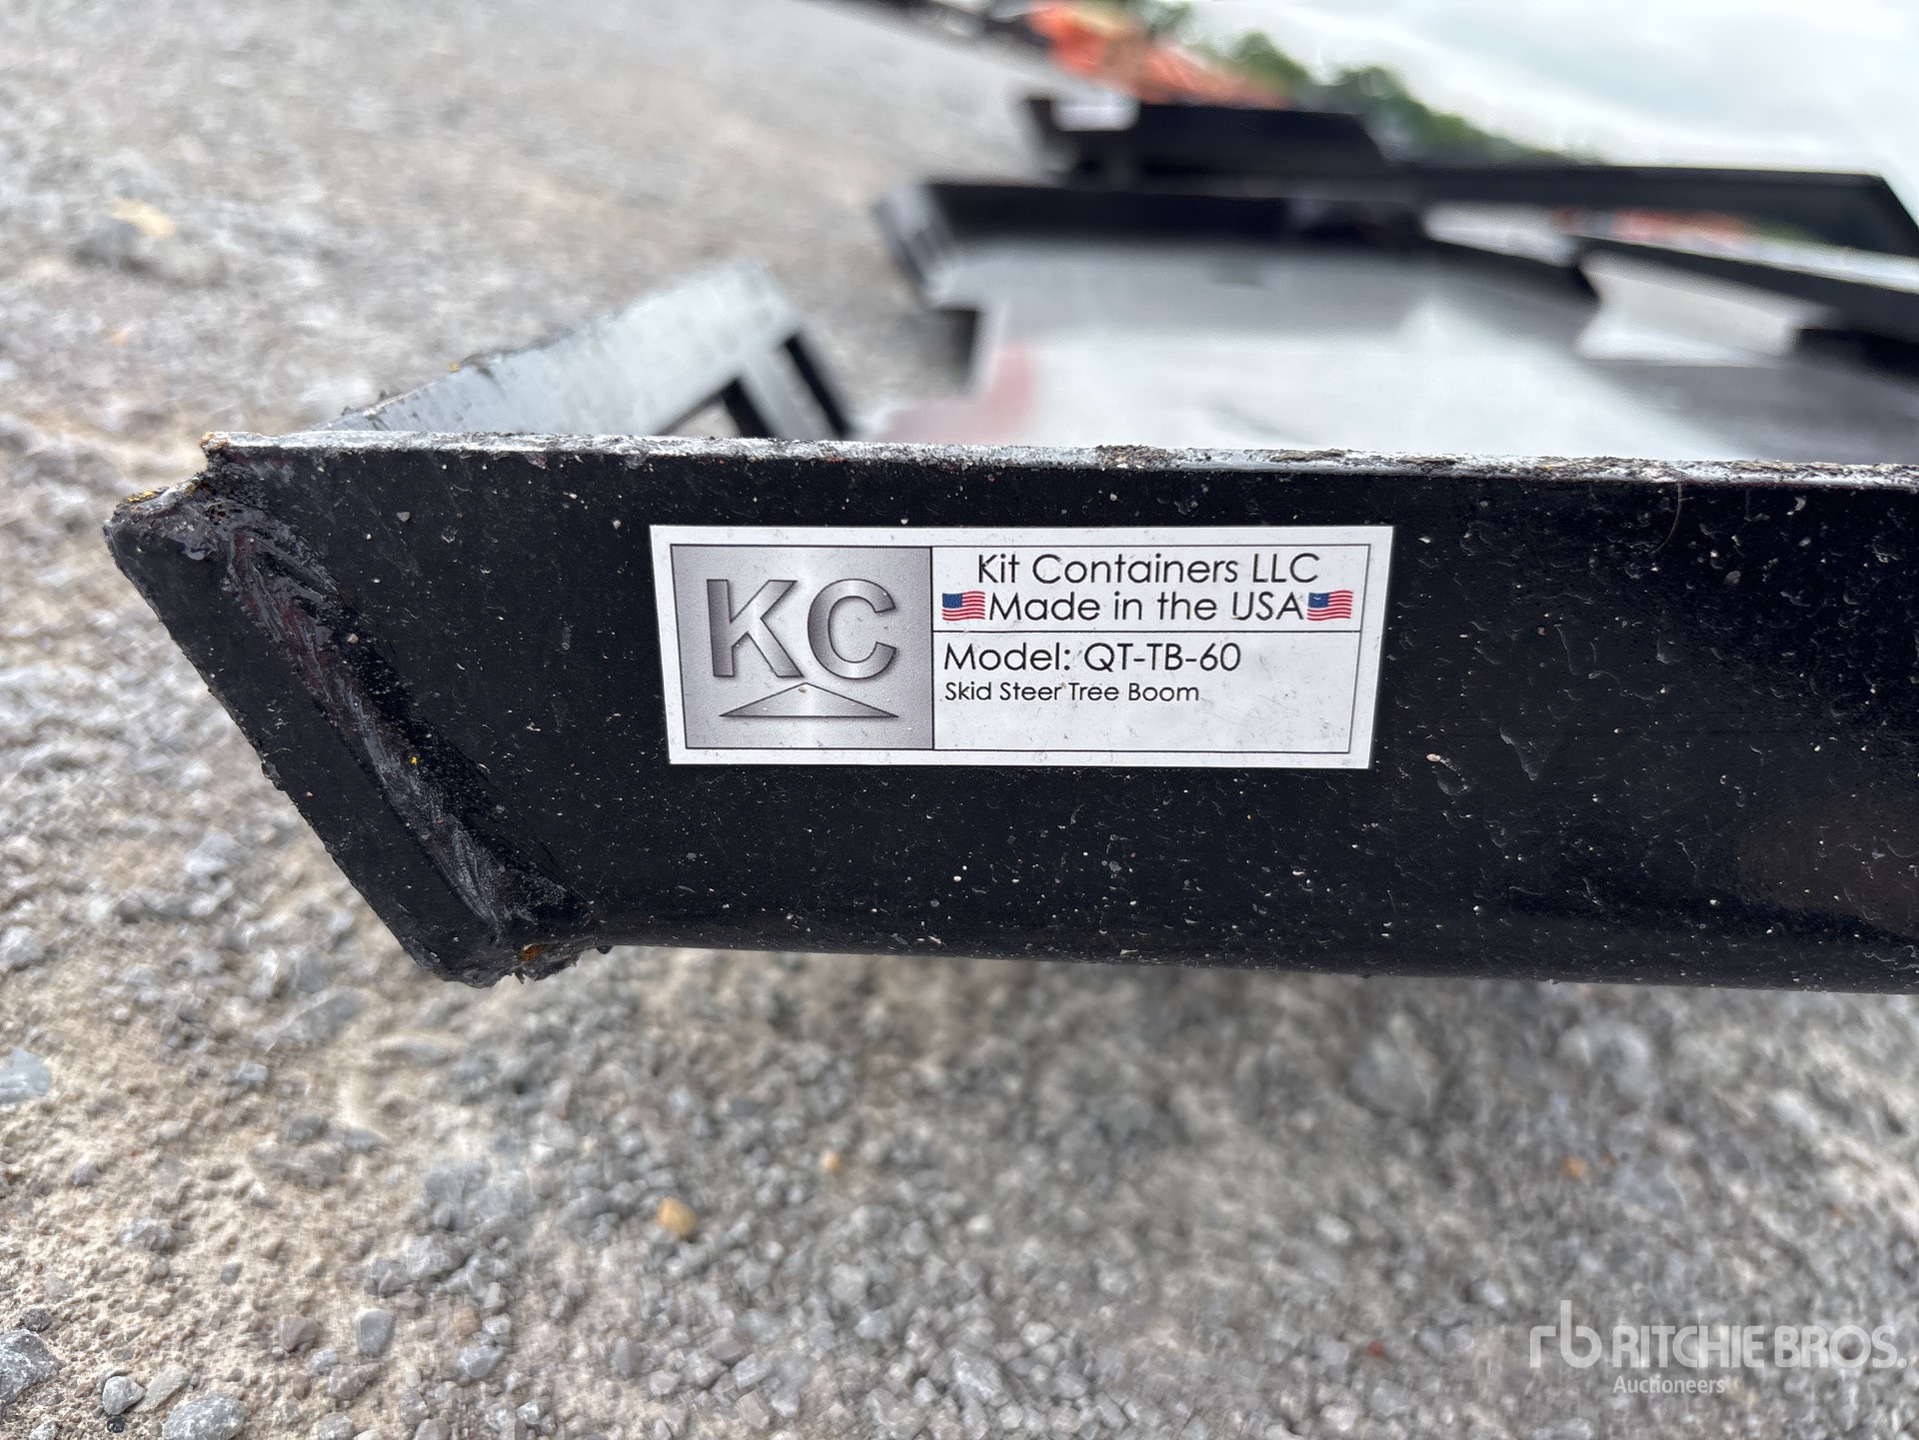 KC
Kit Containers LLC
Made in the USA
Model: QT-TB-60
Skid Steer Tree Boom
rb RITCHIE BROS.
Auctioneers